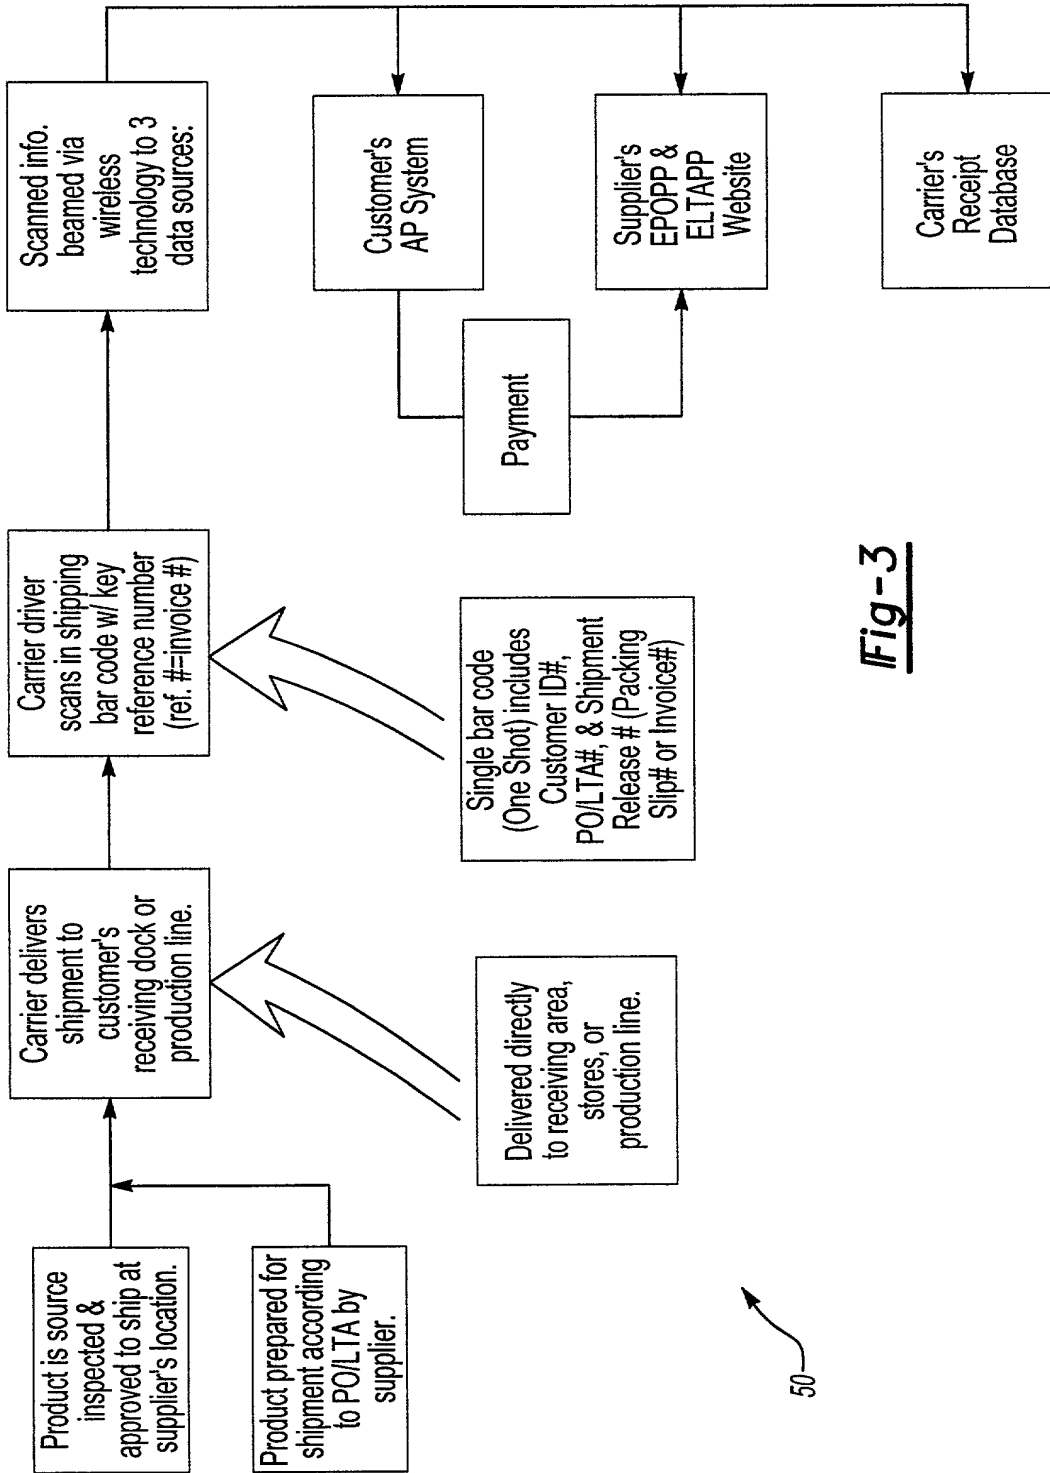 Product is source
inspected &
approved to ship at
supplier's location.
Product prepared for
shipment according
to PO/LTA by
supplier.
Carrier delivers
shipment to
customer's
receiving dock or
production line.
Delivered directly
to receiving area,
stores, or
production line.
Carrier driver
scans in shipping
bar code w/ key
reference number
(ref. #=invoice #)
Single bar code
(One Shot) includes
Customer ID#,
PO/LTA#, & Shipment
Release # (Packing
Slip# or Invoice#)
Scanned info.
beamed via
wireless
technology to 3
data sources:
Customer's
AP System
Payment
Supplier's
EPOPP &
ELTAPP
Website
Carrier's
Receipt
Database
50
Fig-3